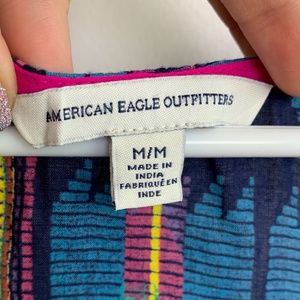 AMERICAN EAGLE OUTFITTERS
M/M
MADE IN
INDIA
FABRIQUÉ EN
INDE